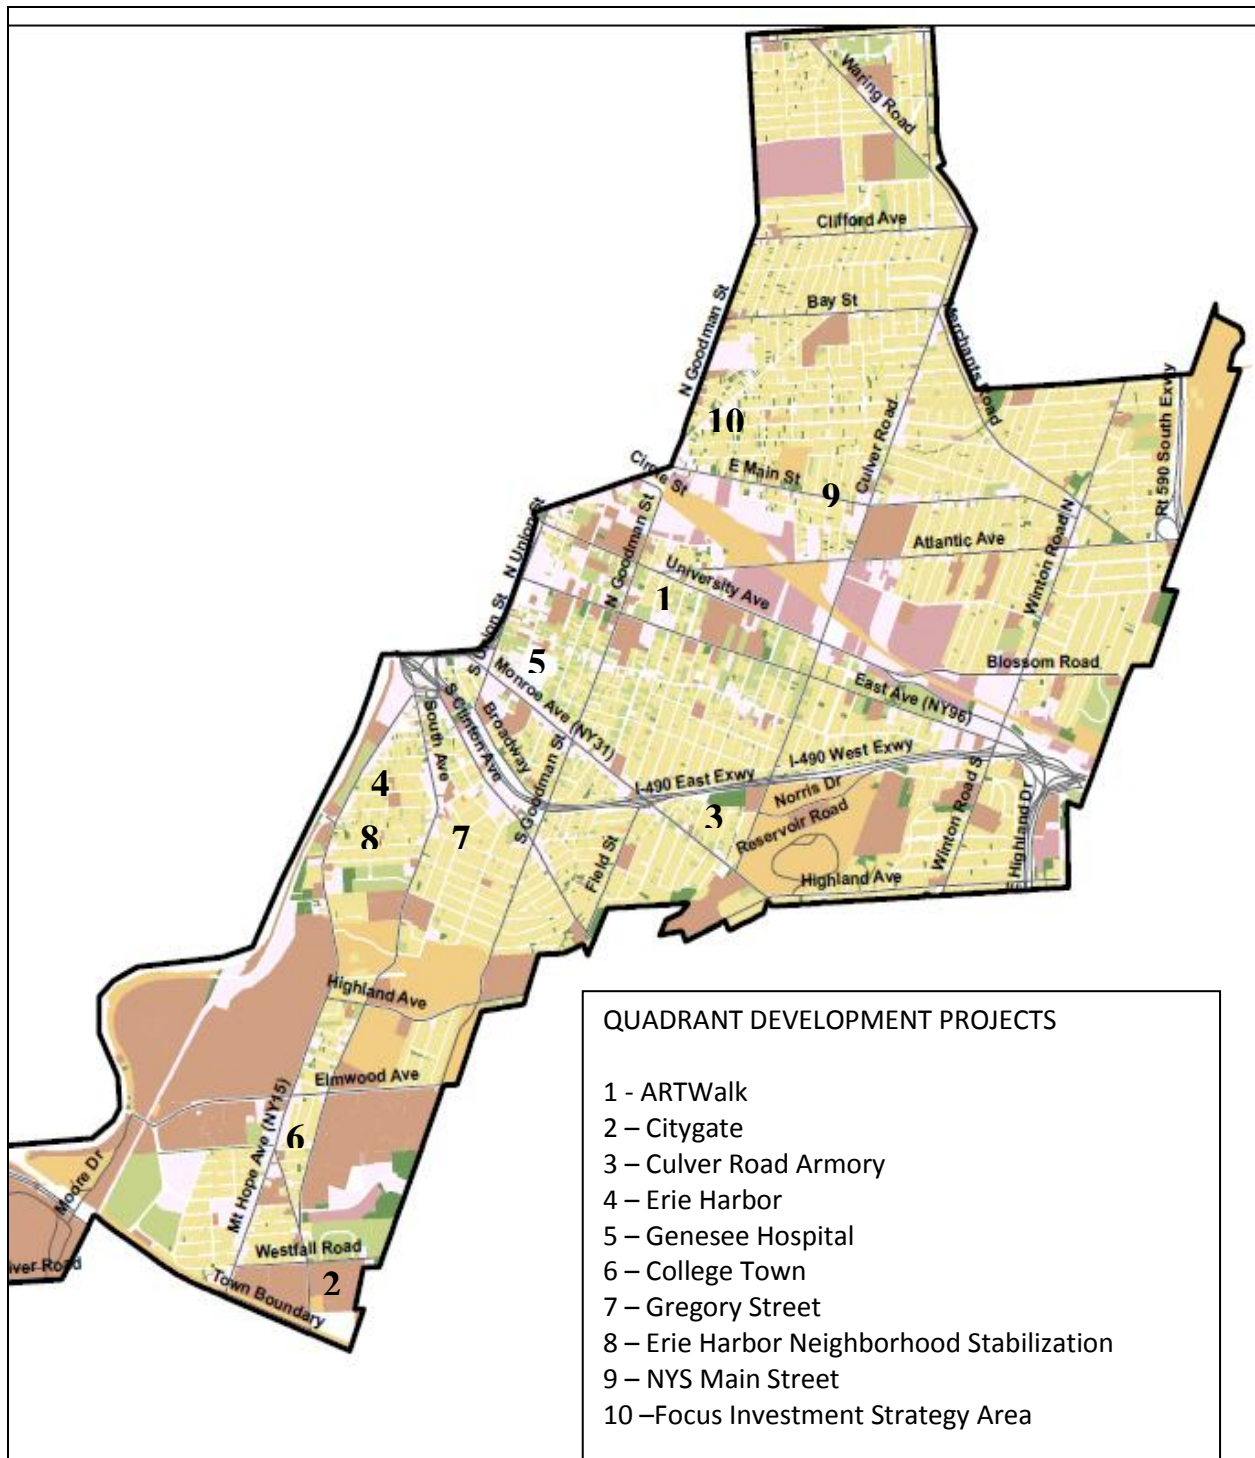 Waring Road
Clifford Ave
Bay St
N Goodman St
Merchants Road
Rt 590 South Exwy
10
Culver Road
E Main St
Cirque St
9
N Union St
N Goodman St
Atlantic Ave
Winton Road N
University Ave
1
S Union St
5
Blossom Road
Monroe Ave (NY31)
East Ave (NY96)
S Clinton Ave
South Ave
Broadway
I-490 West Exwy
I-490 East Exwy
4
S Goodman St
Norris Dr
3
Reservoir Road
Winton Road S
E Highland Dr
8
7
Field St
Highland Ave
Highland Ave
Elmwood Ave
Mt Hope Ave (NY15)
6
Moore Dr
Westfall Road
iver Road
2
Town Boundary
QUADRANT DEVELOPMENT PROJECTS
1 - ARTWalk
2 – Citygate
3 – Culver Road Armory
4 – Erie Harbor
5 – Genesee Hospital
6 – College Town
7 – Gregory Street
8 – Erie Harbor Neighborhood Stabilization
9 – NYS Main Street
10 –Focus Investment Strategy Area